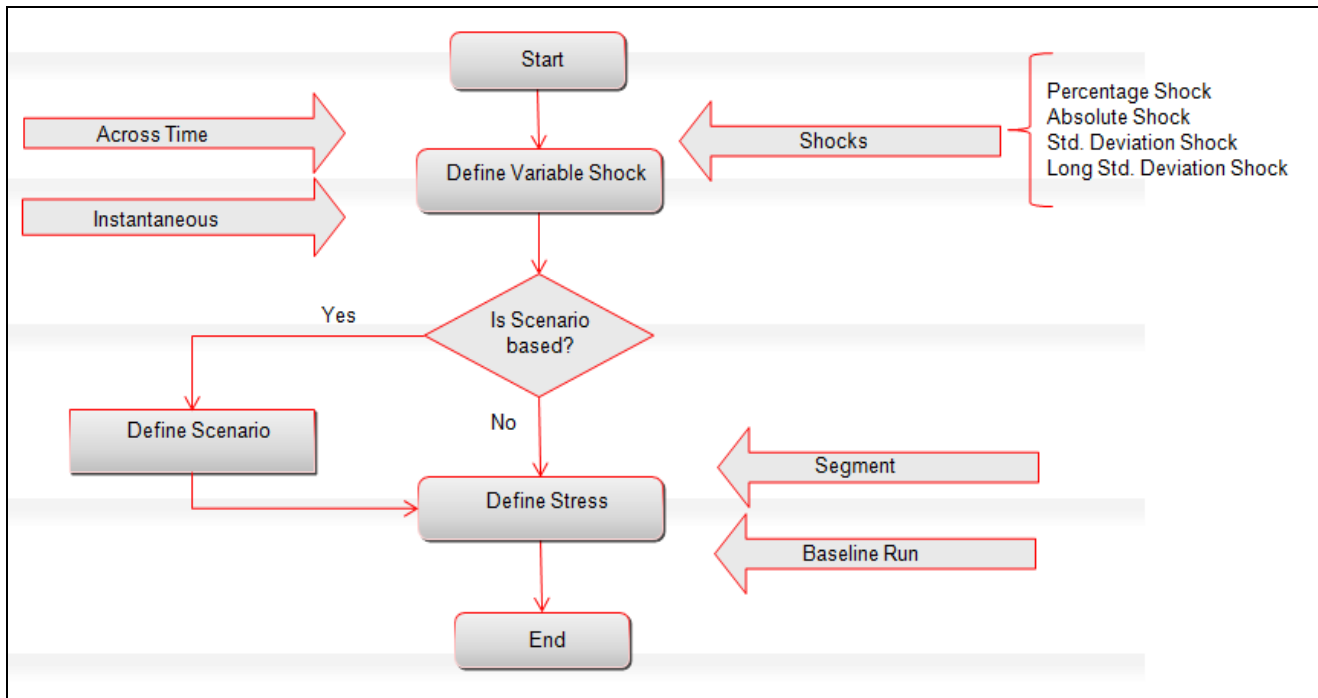 Start
Percentage Shock
Absolute Shock
Std. Deviation Shock
Long Std. Deviation Shock
Across Time
Shocks
Define Variable Shock
Instantaneous
Is Scenario
based?
Yes
No
Define Scenario
Segment
Define Stress
Baseline Run
End